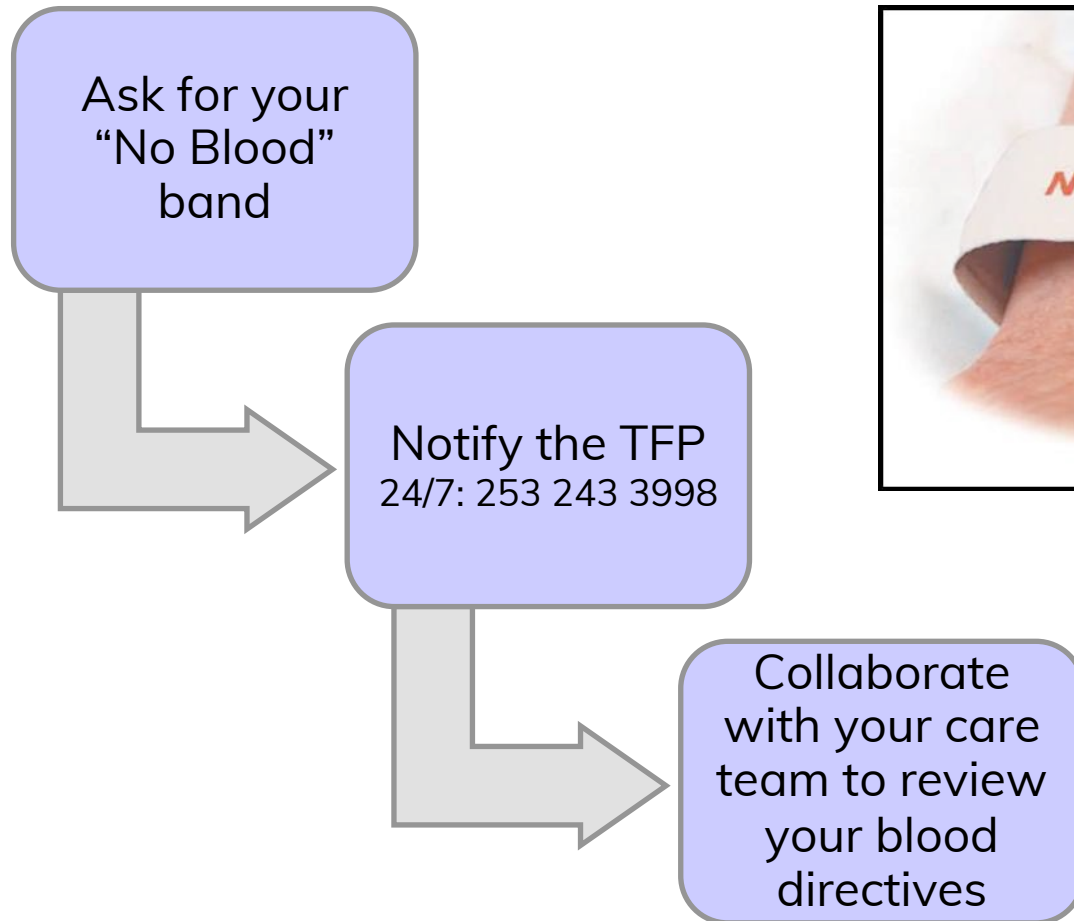 Ask for your
“No Blood”
band
Notify the TFP
24/7: 253 243 3998
Collaborate
with your care
team to review
your blood
directives